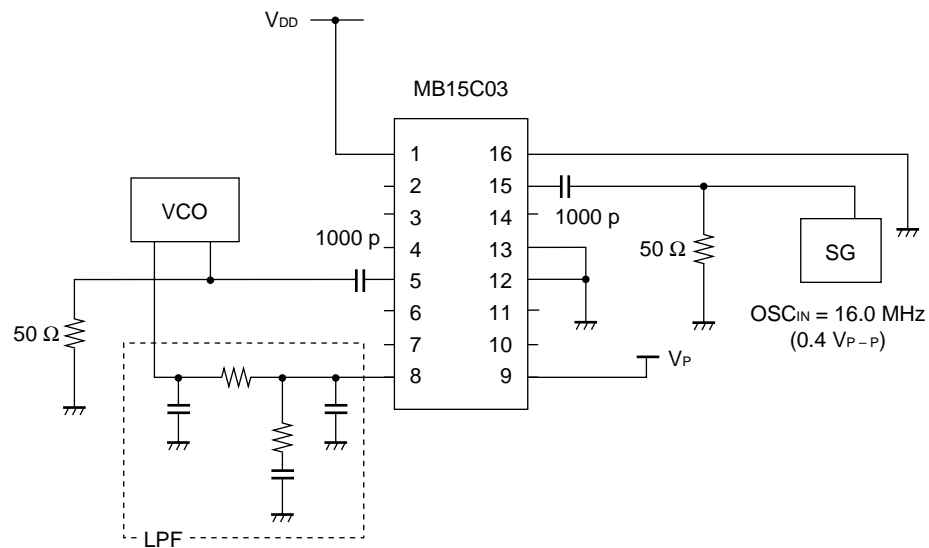 VDD
MB15C03
1 16
2 15
VCO
3 14
1000 p
1000 p
4 13
50 Ω
SG
5 12
50 Ω
6 11
OSCIN = 16.0 MHz
(0.4 VP – P)
7 10
VP
8 9
LPF